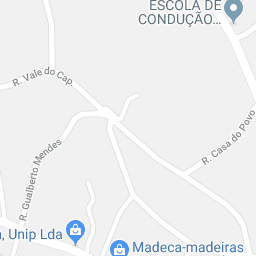 ESCOLA DE
CONDUÇÃO...
R. Vale do Cap.
R. Gualberto Mendes
R. Casa do Povo
, Unip Lda
Madeca-madeiras